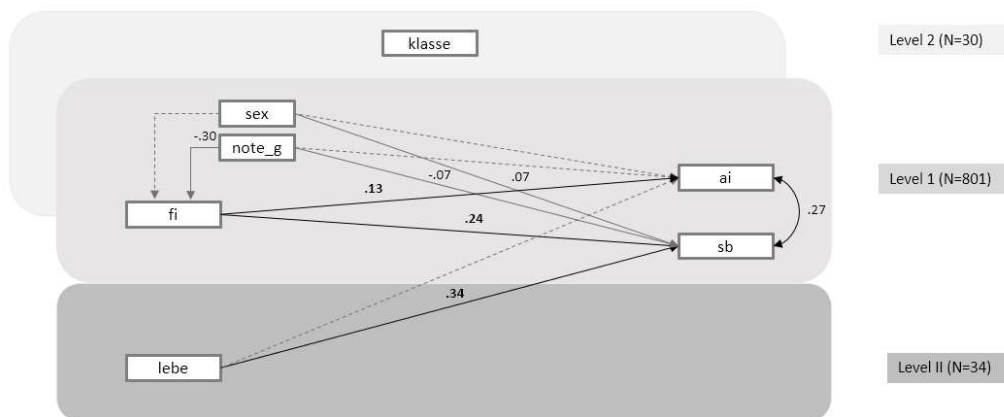 klasse
Level 2 (N=30)
sex
-.30
note_g
-.07
.07
ai
Level 1 (N=801)
.13
fi
.24
.27
sb
.34
lebe
Level II (N=34)